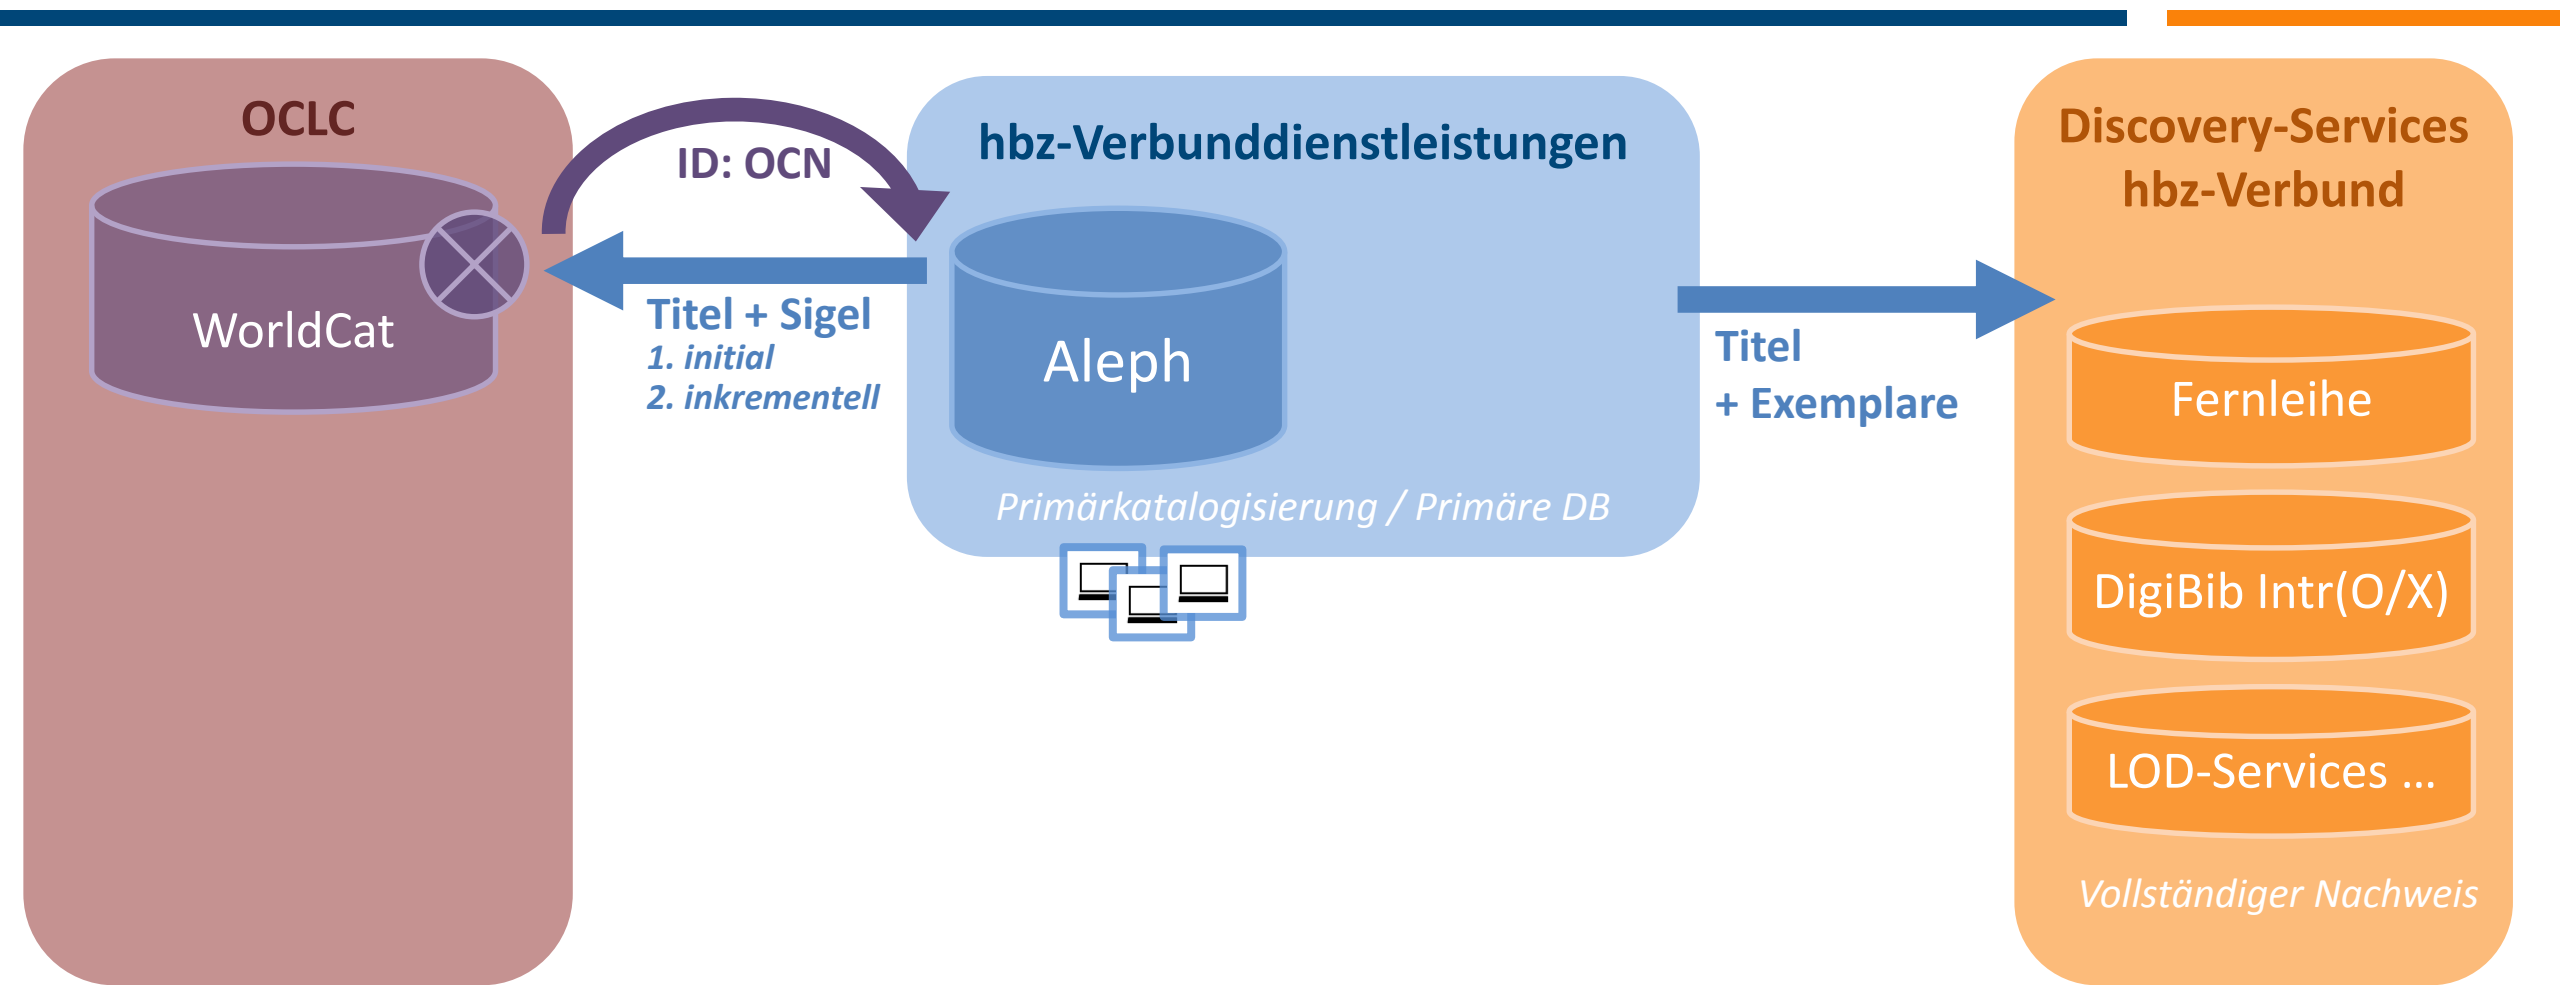 OCLC
WorldCat
ID: OCN
Titel + Sigel
1. initial
2. inkrementell
hbz-Verbunddienstleistungen
Aleph
Primärkatalogisierung / Primäre DB
Titel
+ Exemplare
Discovery-Services
hbz-Verbund
Fernleihe
DigiBib Intr(O/X)
LOD-Services ...
Vollständiger Nachweis